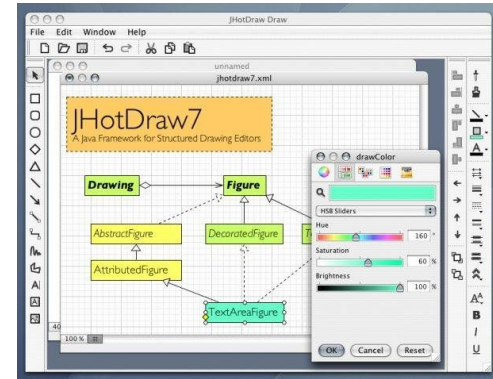 JHotDraw Draw
File Edit Window Help
unnamed
jhotdraw7.xml
JHotDraw7
A Java Framework for Structured Drawing Editors
Drawing
Figure
AbstractFigure
DecoratedFigure
AttributedFigure
TextAreaFigure
100 %
drawColor
HSB Sliders
Hue
160 °
Saturation
60 %
Brightness
100 %
OK Cancel Reset
A
A
A
B
I
U